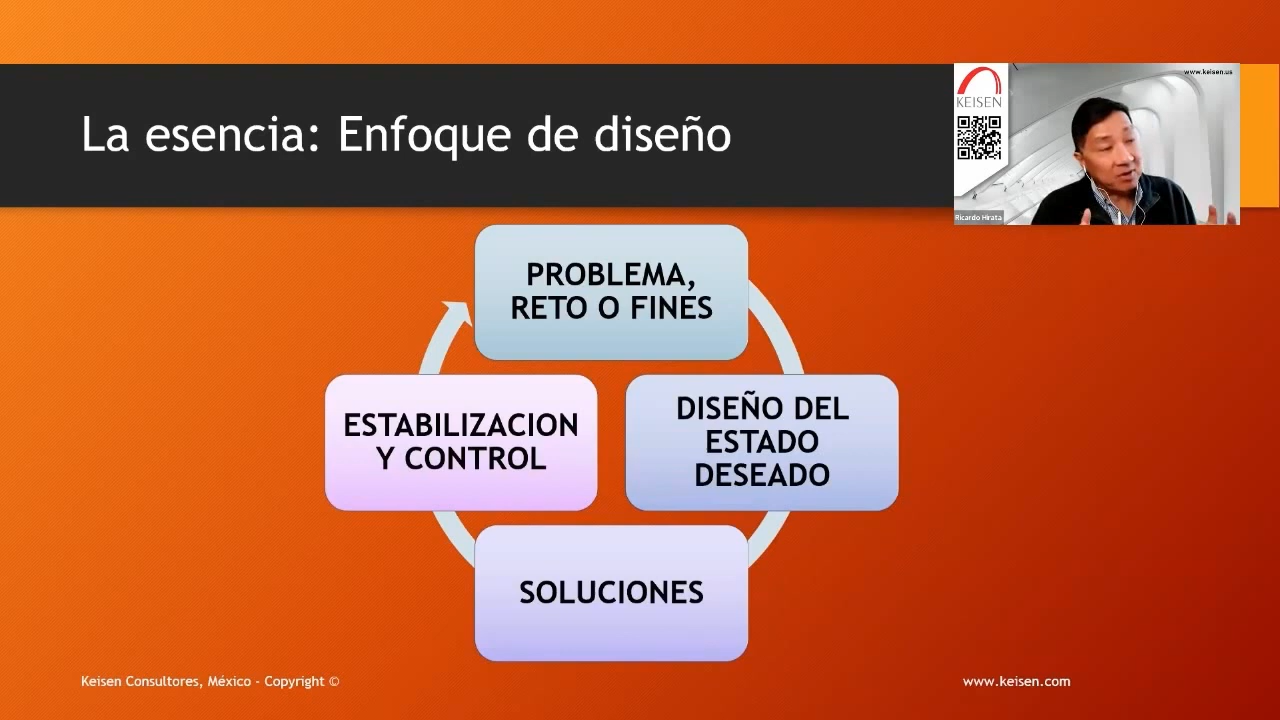 La esencia: Enfoque de diseño
www.keisen.us
KEISEN
Ricardo Hirata
PROBLEMA,
RETO O FINES
DISEÑO DEL
ESTADO
DESEADO
SOLUCIONES
ESTABILIZACION
Y CONTROL
Keisen Consultores, México - Copyright ©
www.keisen.com